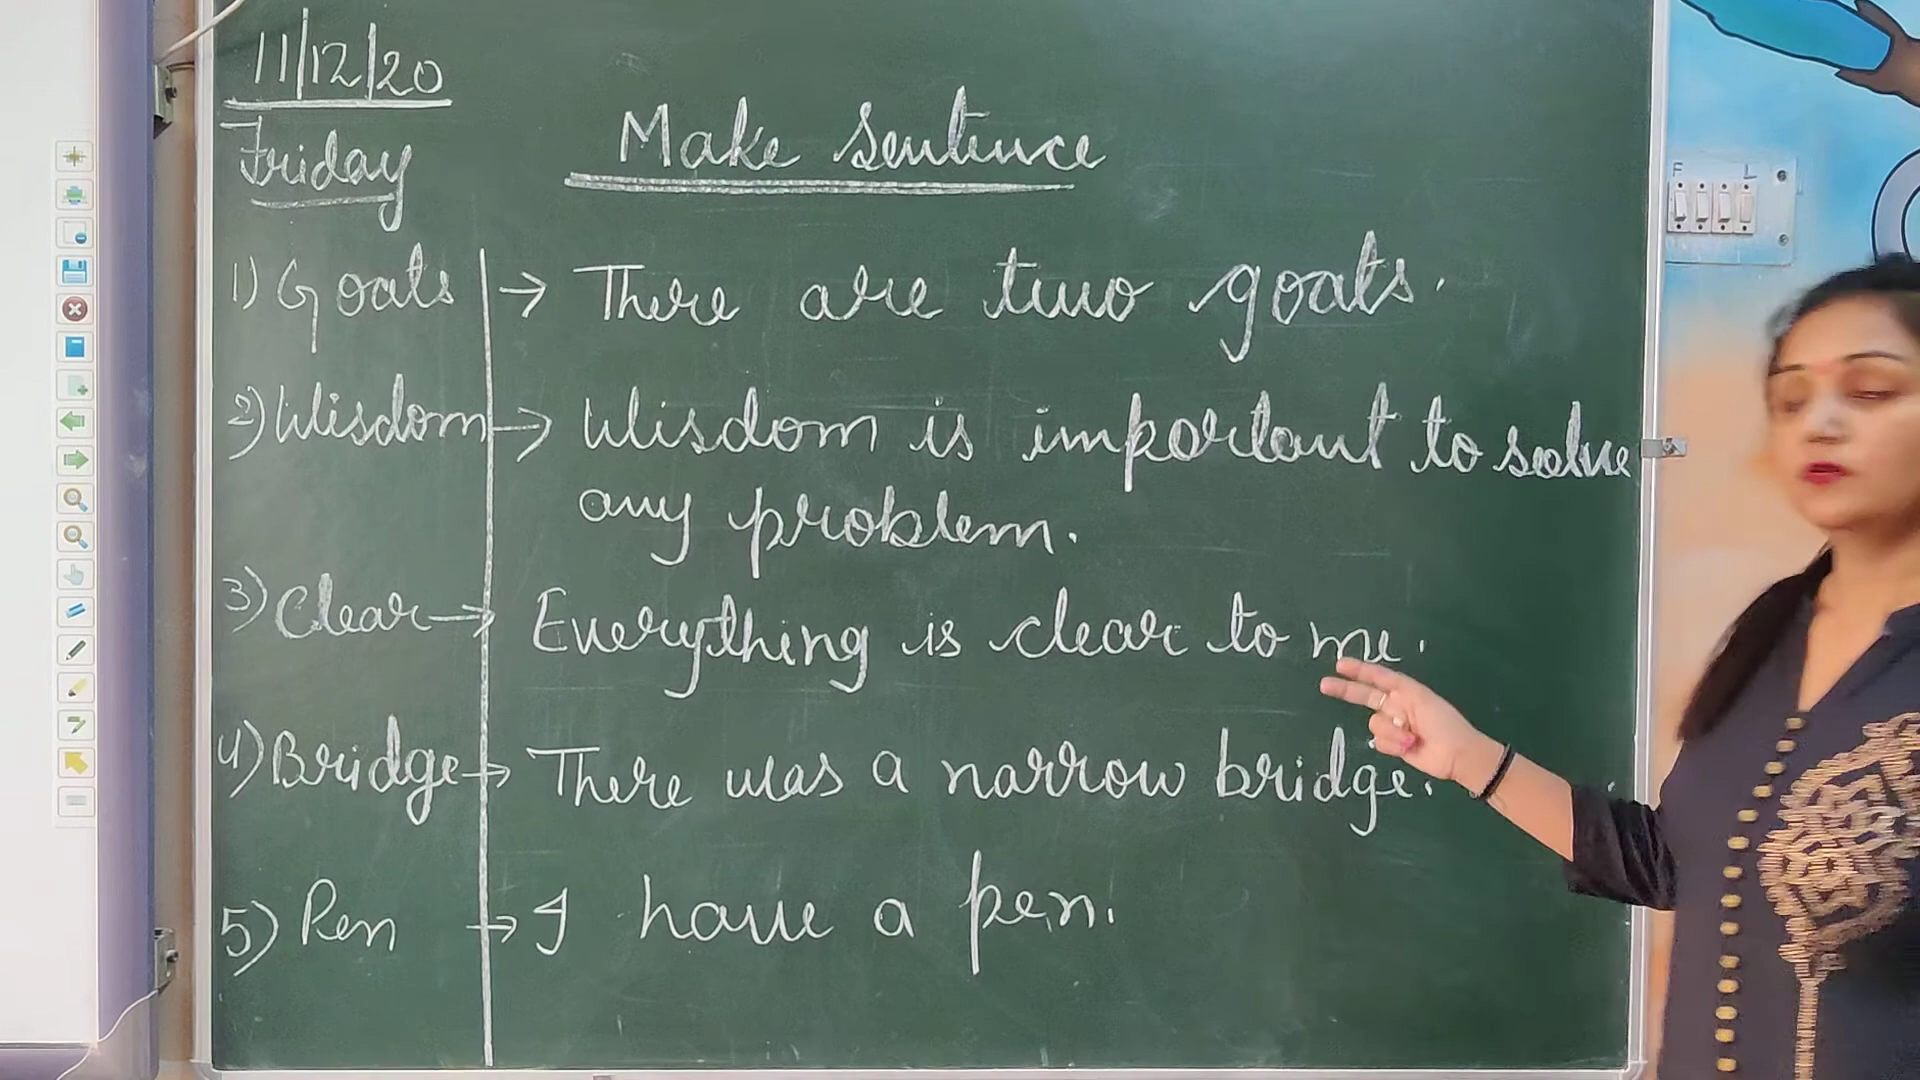 11/12/20
Friday
Make Sentence
1) Goats → There are two goats.
2) Wisdom → Wisdom is important to solve
any problem.
3) Clear → Everything is clear to me.
4) Bridge → There was a narrow bridge.
5) Pen → I have a pen.
F L